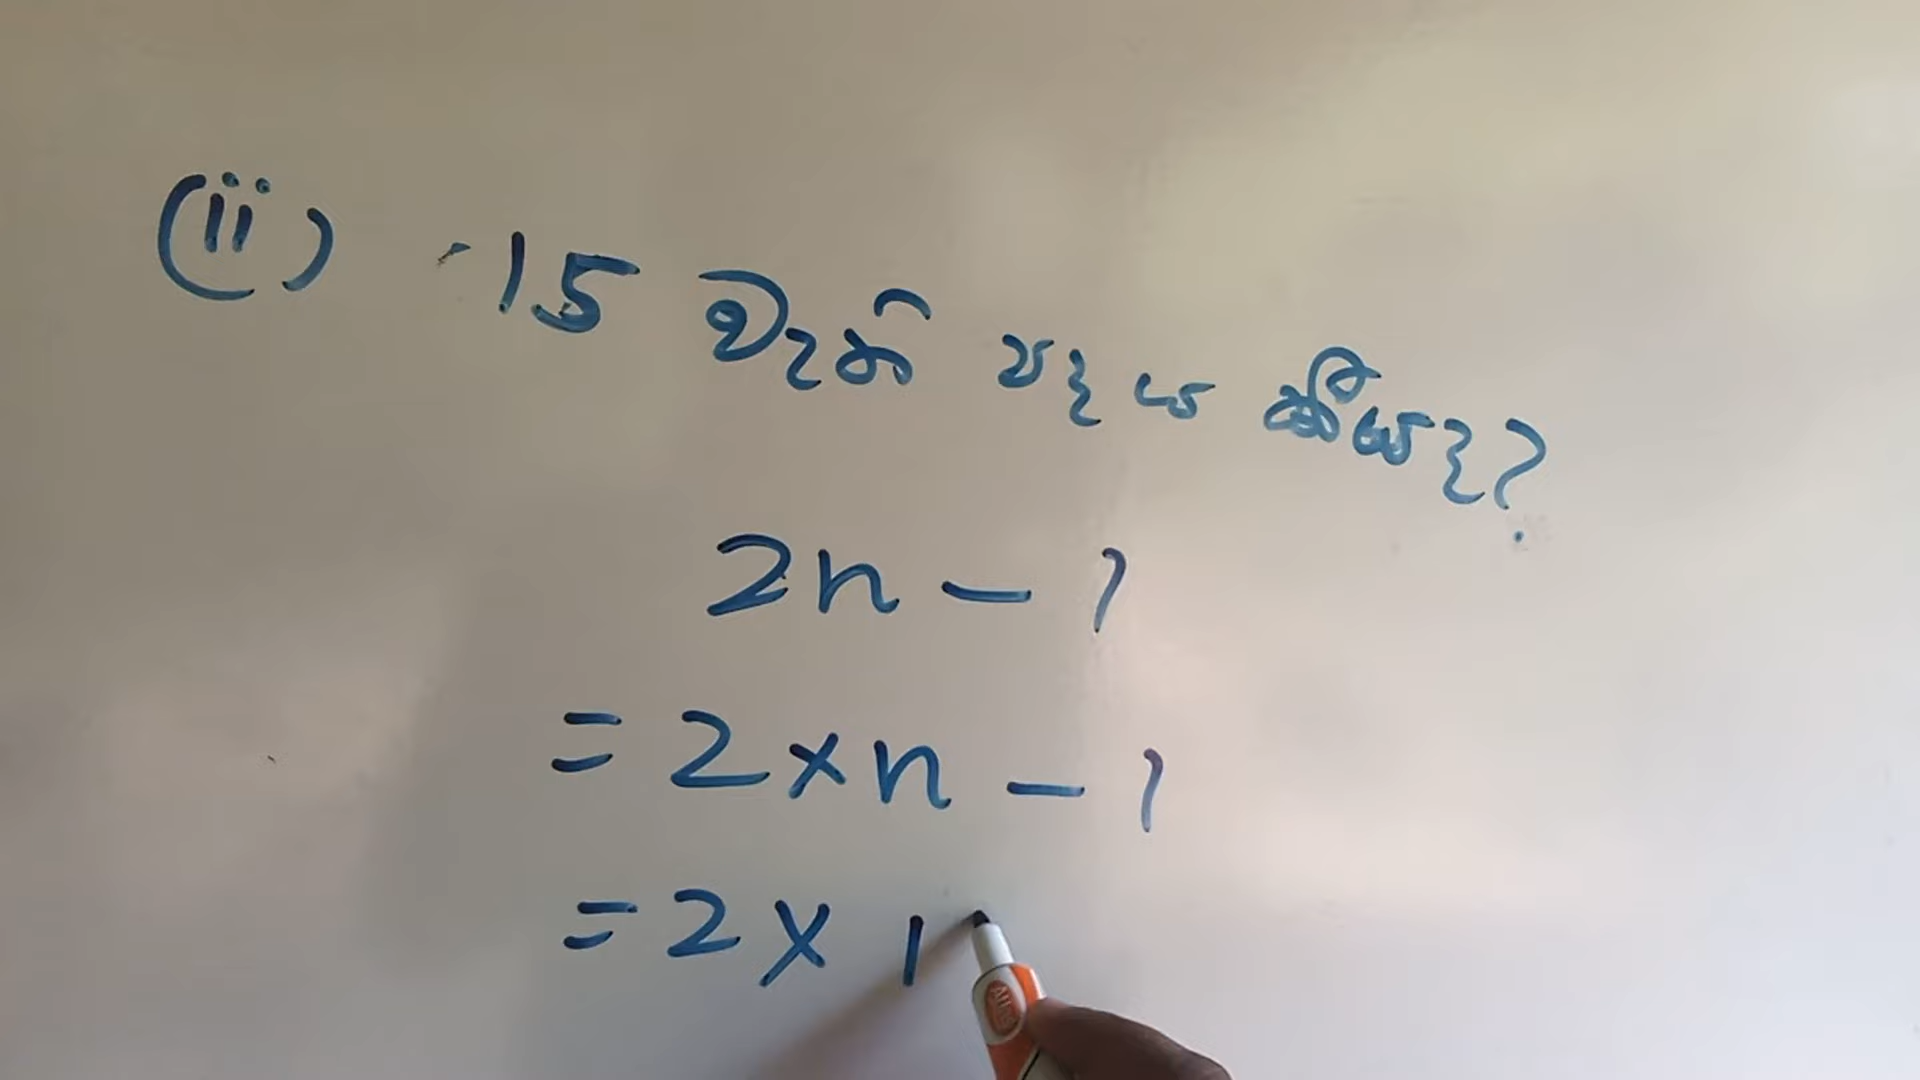 (ii) 15 වැනි පදය කීයද?
2n - 1
= 2 × n - 1
= 2 × 1